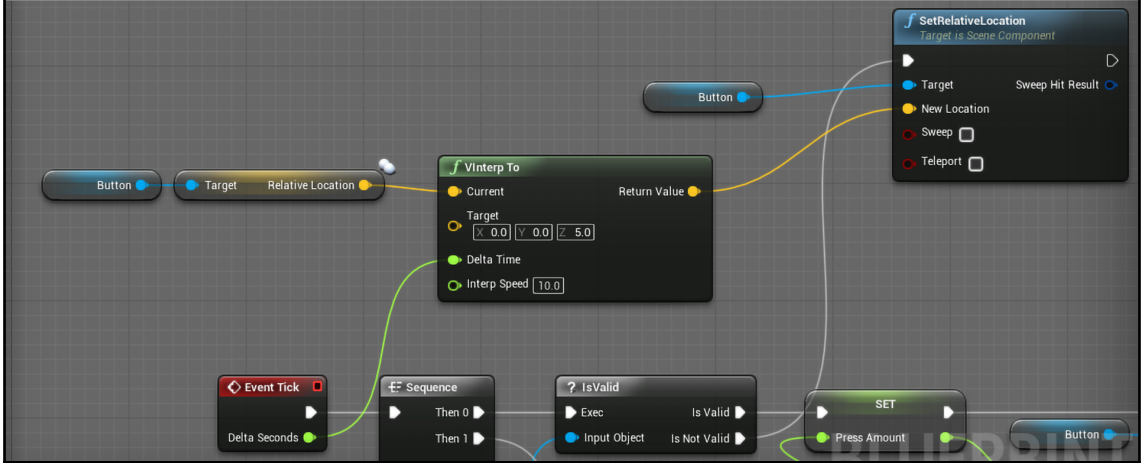 SetRelativeLocation
Target is Scene Component
Button
Target Sweep Hit Result
New Location
Sweep
Teleport
VInterp To
Button Target Relative Location
Current Return Value
Target
X 0.0 Y 0.0 Z 5.0
Delta Time
Interp Speed 10.0
Event Tick Sequence ? IsValid
SET
Then 0 Exec Is Valid
Delta Seconds Then 1 Input Object Is Not Valid Press Amount Button
BLUEPRINT